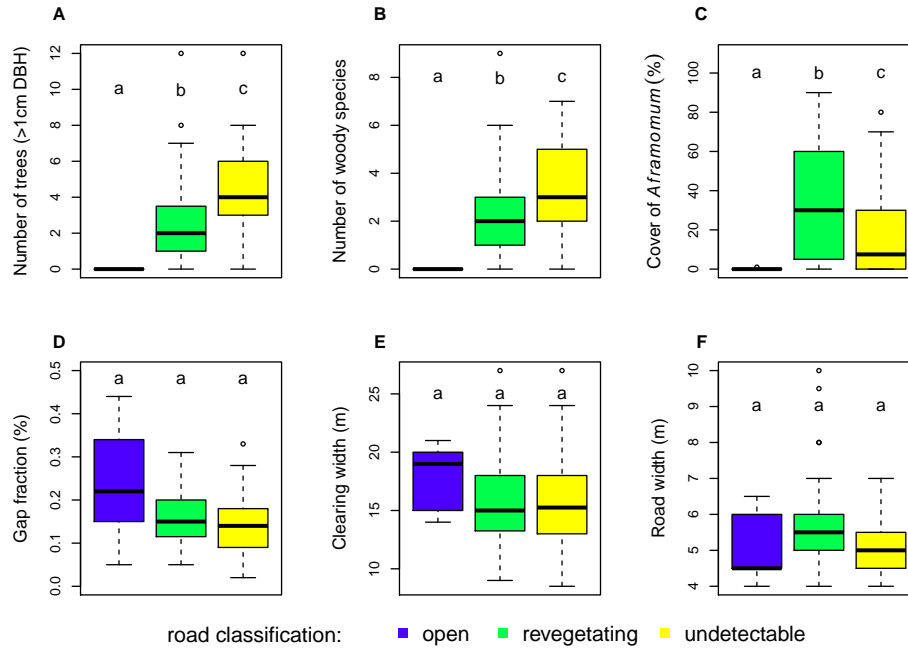 A
Number of trees (>1cm DBH)
12
10
8
6
4
2
0
a b c
B
Number of woody species
8
6
4
2
0
a b c
C
Cover of Aframomum (%)
100
80
60
40
20
0
a b c
D
Gap fraction (%)
0.5
0.4
0.3
0.2
0.1
0.0
a a a
E
Clearing width (m)
25
20
15
10
a a a
F
Road width (m)
10
9
8
7
6
5
4
a a a
road classification: open revegetating undetectable